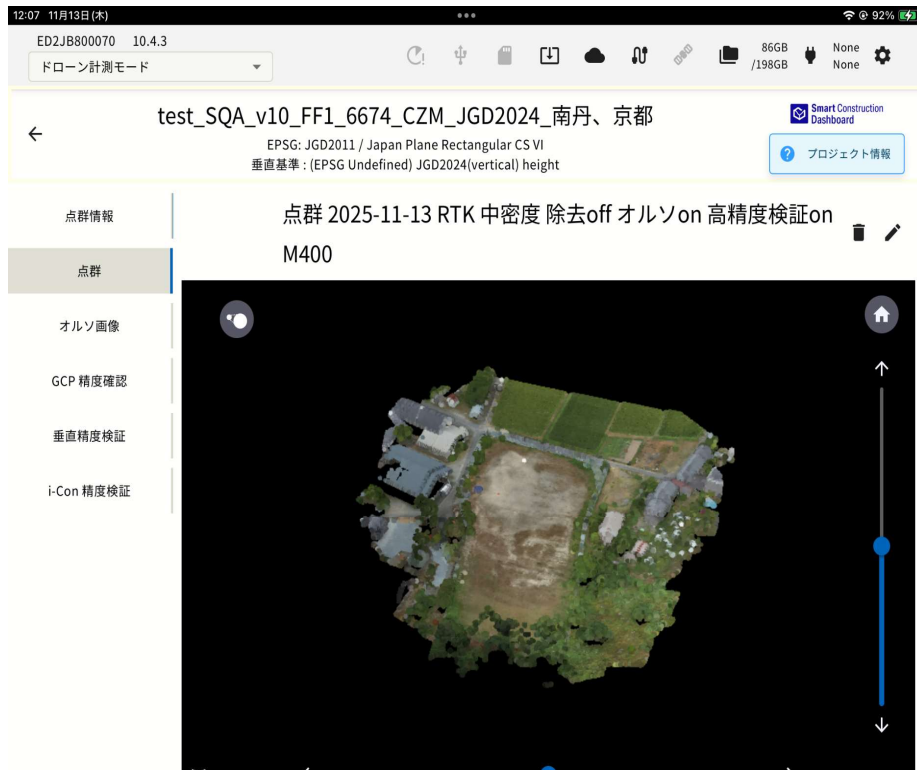 12:07 11月13日(木)
92%
ED2JB800070 10.4.3
ドローン計測モード
86GB
/198GB
None
None
test_SQA_v10_FF1_6674_CZM_JGD2024_南丹、京都
EPSG: JGD2011 / Japan Plane Rectangular CS VI
垂直基準 : (EPSG Undefined) JGD2024(vertical) height
Smart Construction
Dashboard
プロジェクト情報
点群情報
点群
オルソ画像
GCP 精度確認
垂直精度検証
i-Con 精度検証
点群 2025-11-13 RTK 中密度 除去off オルソon 高精度検証on
M400